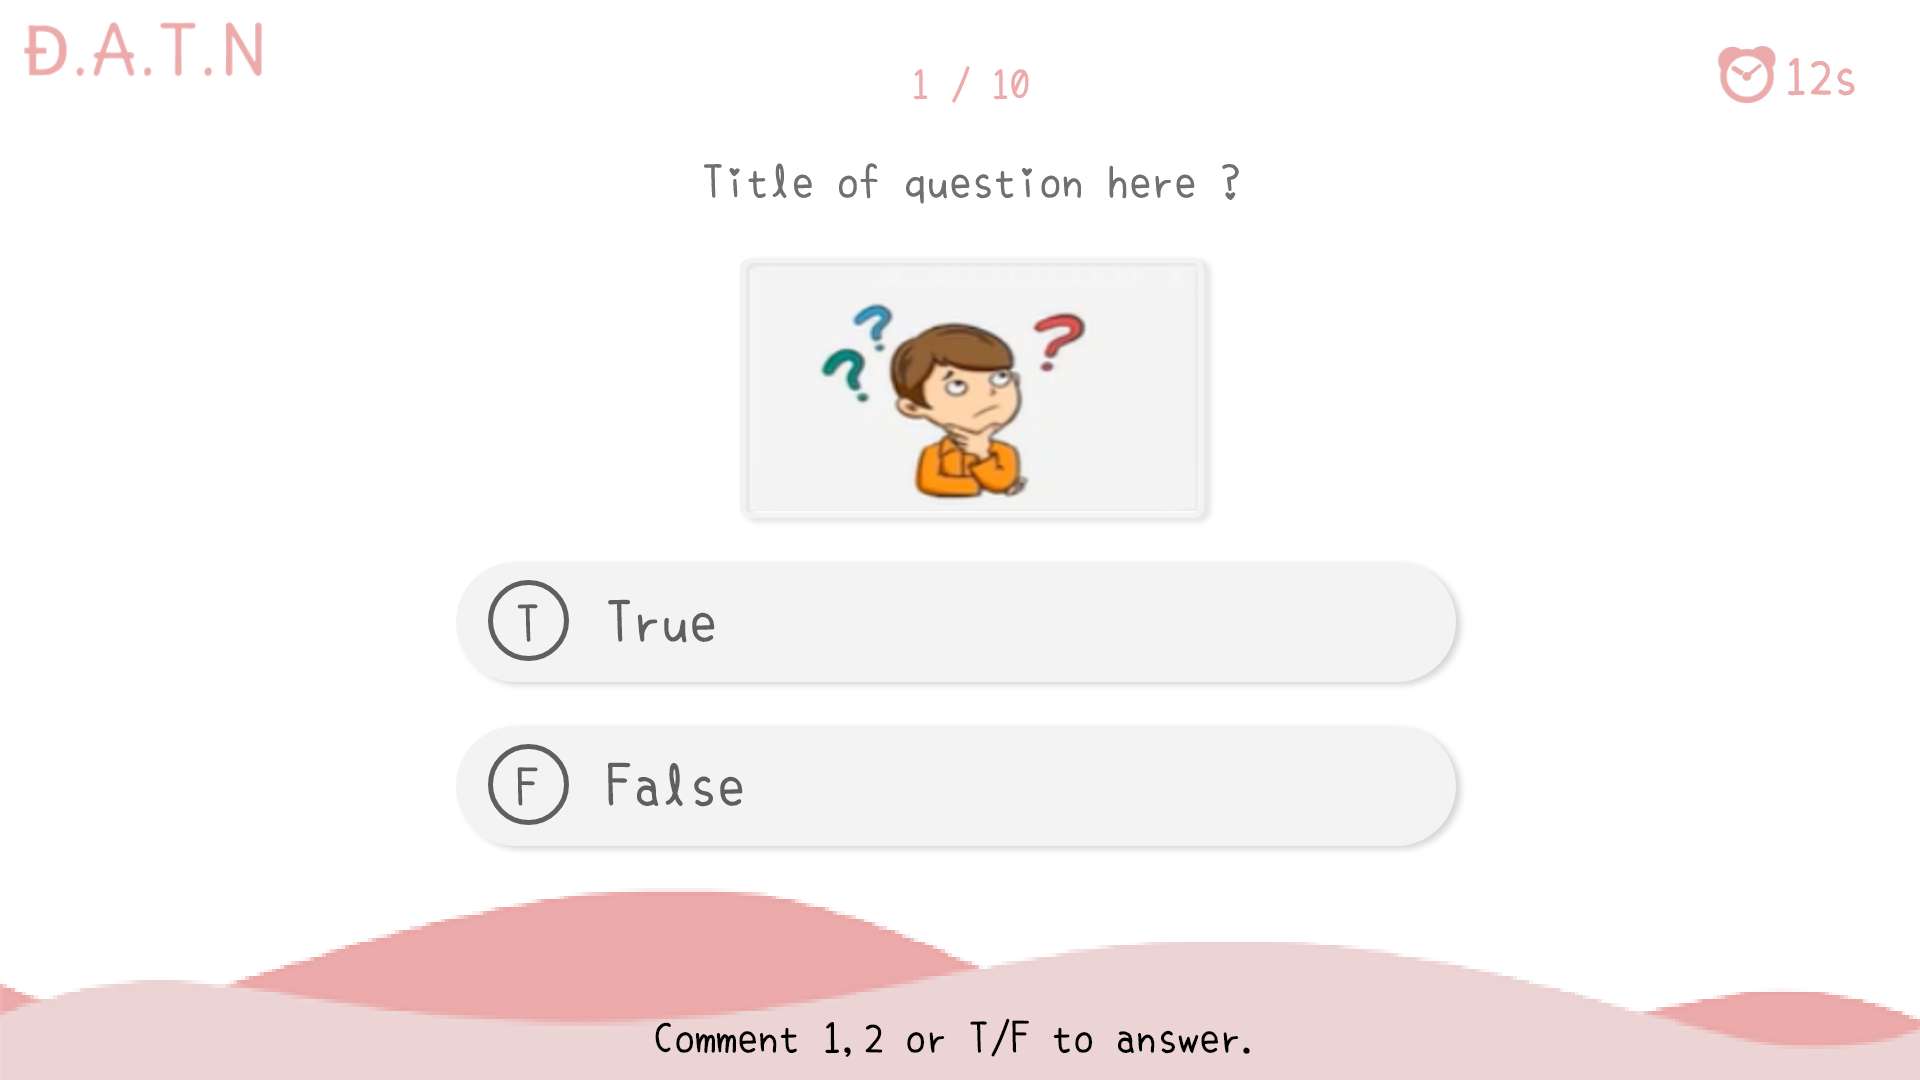 Đ.A.T.N
1 / 10
12s
Title of question here ?
? ? ?
T True
F False
Comment 1,2 or T/F to answer.